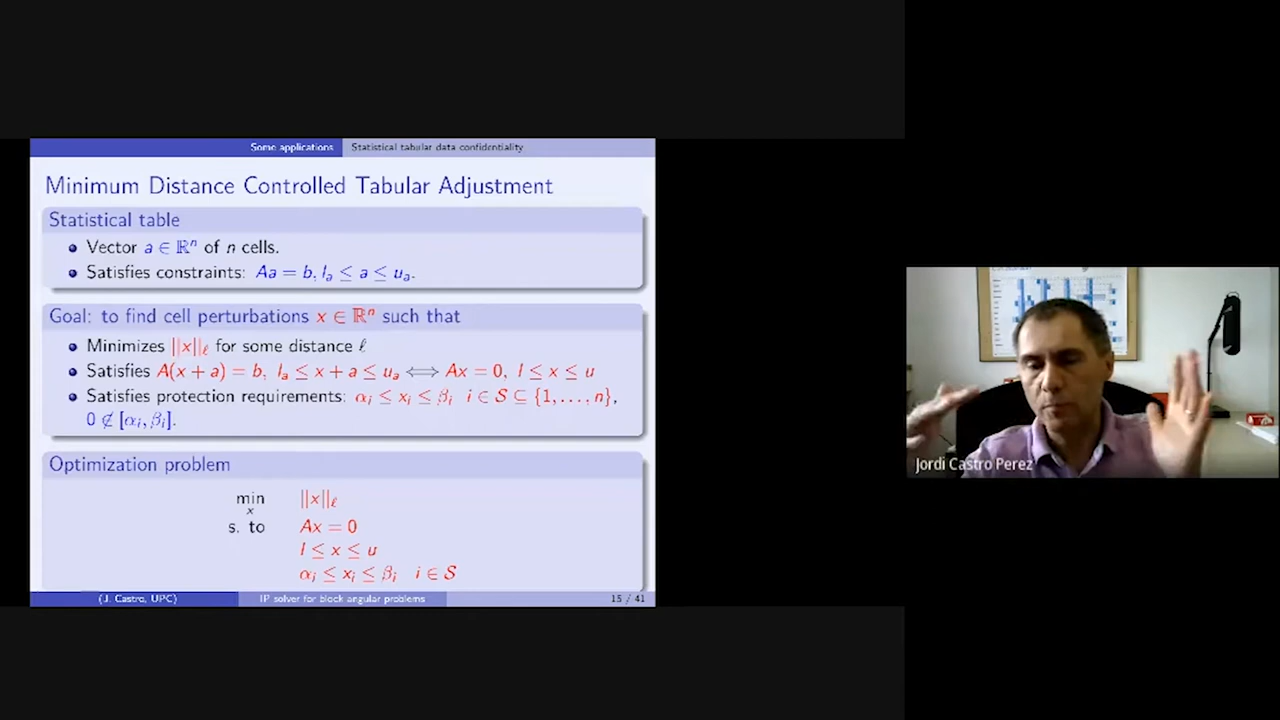 Some applications Statistical tabular data confidentiality
Minimum Distance Controlled Tabular Adjustment
Statistical table
Vector a ∈ ℝⁿ of n cells.
Satisfies constraints: Aa = b, lₐ ≤ a ≤ uₐ.
Goal: to find cell perturbations x ∈ ℝⁿ such that
Minimizes ||x||_ℓ for some distance ℓ
Satisfies A(x + a) = b, lₐ ≤ x + a ≤ uₐ ⟺ Ax = 0, l ≤ x ≤ u
Satisfies protection requirements: αᵢ ≤ xᵢ ≤ βᵢ i ∈ 𝒮 ⊆ {1, . . . , n},
0 ∉ [αᵢ, βᵢ].
Optimization problem
min ||x||_ℓ
x
s. to Ax = 0
l ≤ x ≤ u
αᵢ ≤ xᵢ ≤ βᵢ i ∈ 𝒮
(J. Castro, UPC) IP solver for block angular problems 15 / 41
Jordi Castro Perez